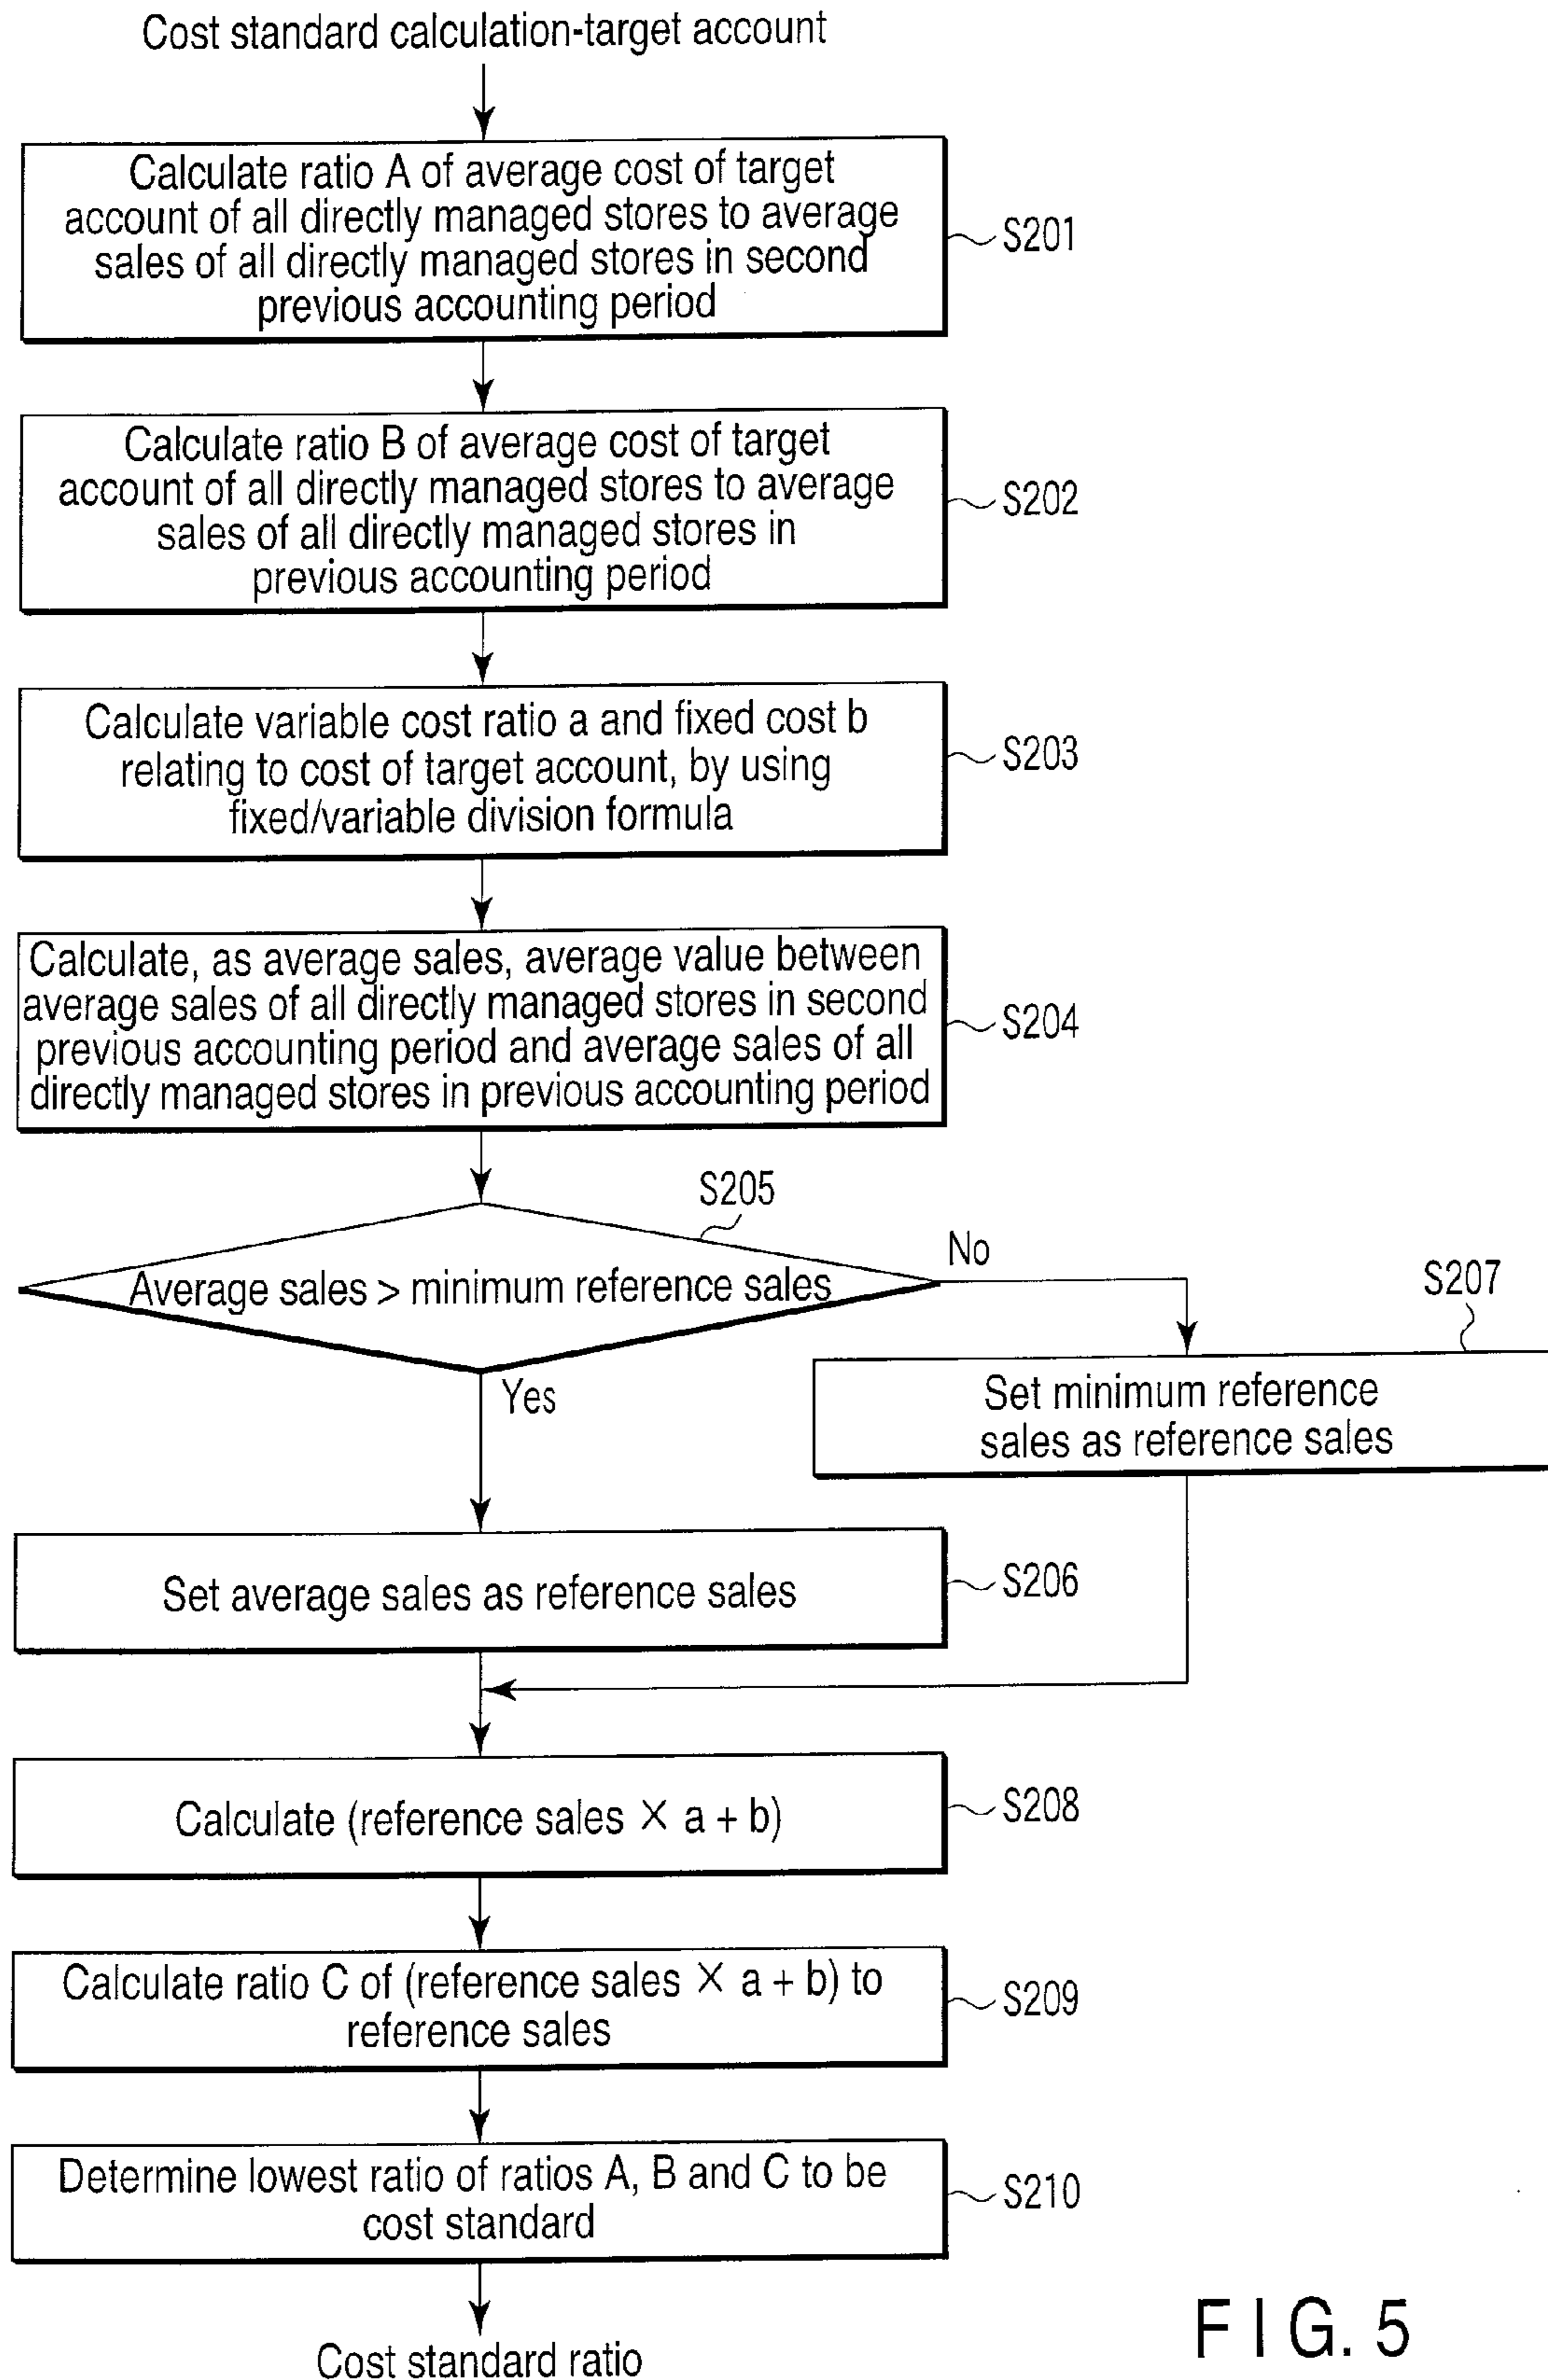 Cost standard calculation-target account
Calculate ratio A of average cost of target
account of all directly managed stores to average
sales of all directly managed stores in second
previous accounting period
S201
Calculate ratio B of average cost of target
account of all directly managed stores to average
sales of all directly managed stores in
previous accounting period
S202
Calculate variable cost ratio a and fixed cost b
relating to cost of target account, by using
fixed/variable division formula
S203
Calculate, as average sales, average value between
average sales of all directly managed stores in second
previous accounting period and average sales of all
directly managed stores in previous accounting period
S204
S205
Average sales > minimum reference sales
No
Yes
S207
Set minimum reference
sales as reference sales
Set average sales as reference sales
S206
Calculate (reference sales × a + b)
S208
Calculate ratio C of (reference sales × a + b) to
reference sales
S209
Determine lowest ratio of ratios A, B and C to be
cost standard
S210
Cost standard ratio
FIG. 5